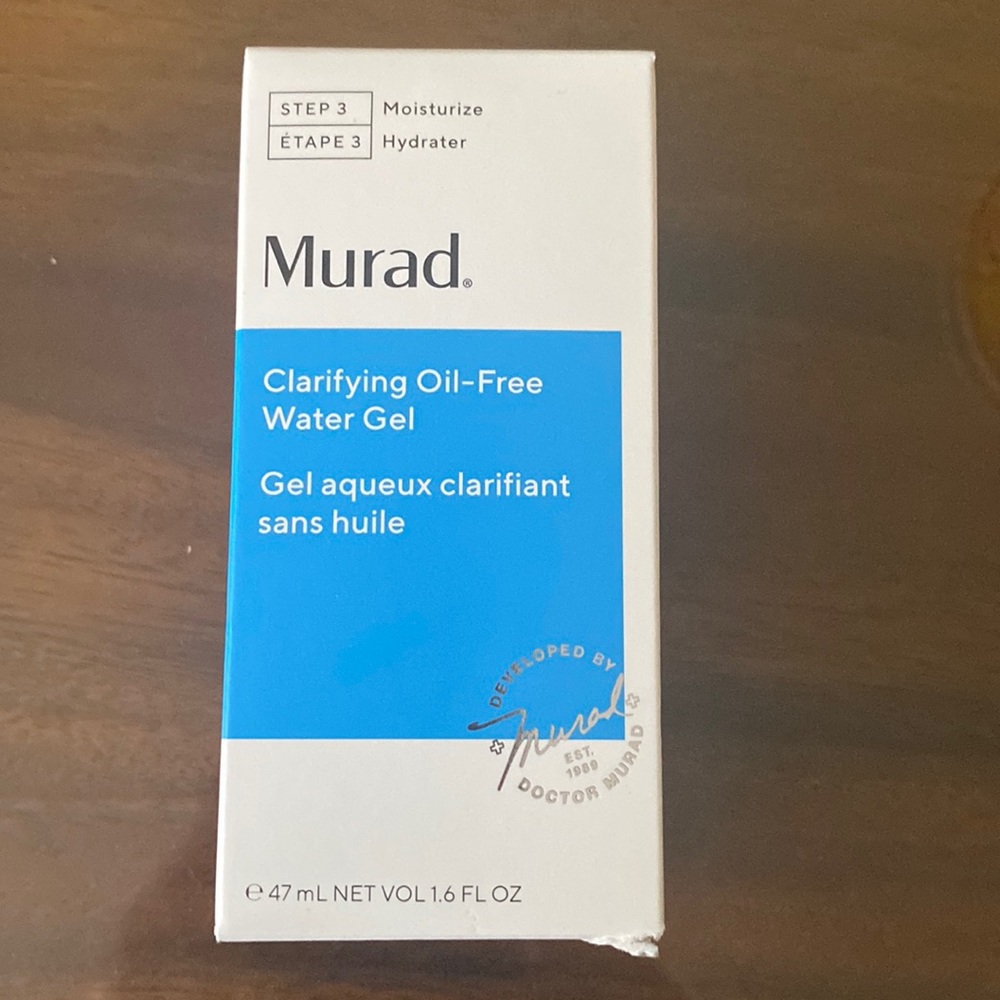 STEP 3 Moisturize
ÉTAPE 3 Hydrater
Murad®
Clarifying Oil-Free
Water Gel
Gel aqueux clarifiant
sans huile
DEVELOPED BY
Murad
EST.
1989
DOCTOR MURAD
℮ 47 mL NET VOL 1.6 FL OZ